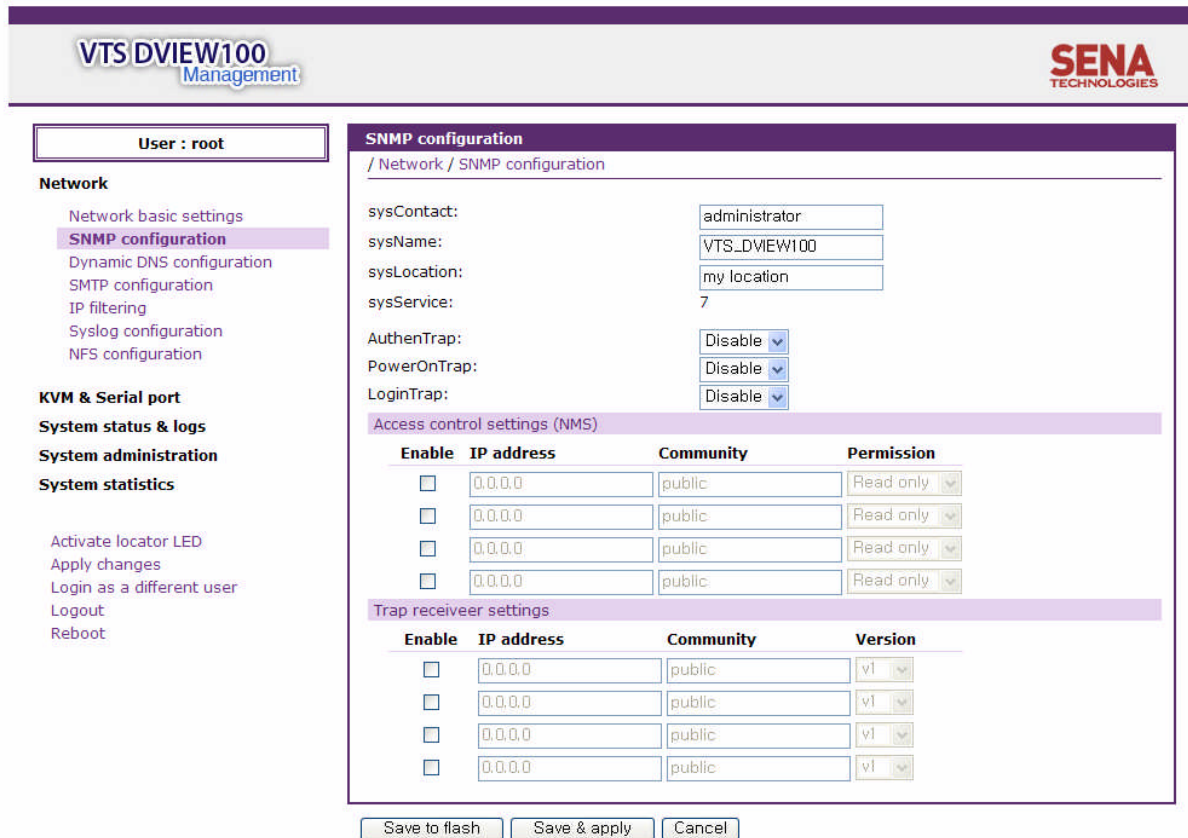 VTS DVIEW100
Management
SENA
TECHNOLOGIES
User : root
Network
Network basic settings
SNMP configuration
Dynamic DNS configuration
SMTP configuration
IP filtering
Syslog configuration
NFS configuration
KVM & Serial port
System status & logs
System administration
System statistics
Activate locator LED
Apply changes
Login as a different user
Logout
Reboot
SNMP configuration
/ Network / SNMP configuration
sysContact: administrator
sysName: VTS_DVIEW100
sysLocation: my location
sysService: 7
AuthenTrap: Disable
PowerOnTrap: Disable
LoginTrap: Disable
Access control settings (NMS)
Enable IP address Community Permission
0.0.0.0 public Read only
0.0.0.0 public Read only
0.0.0.0 public Read only
0.0.0.0 public Read only
Trap receiveer settings
Enable IP address Community Version
0.0.0.0 public v1
0.0.0.0 public v1
0.0.0.0 public v1
0.0.0.0 public v1
Save to flash Save & apply Cancel